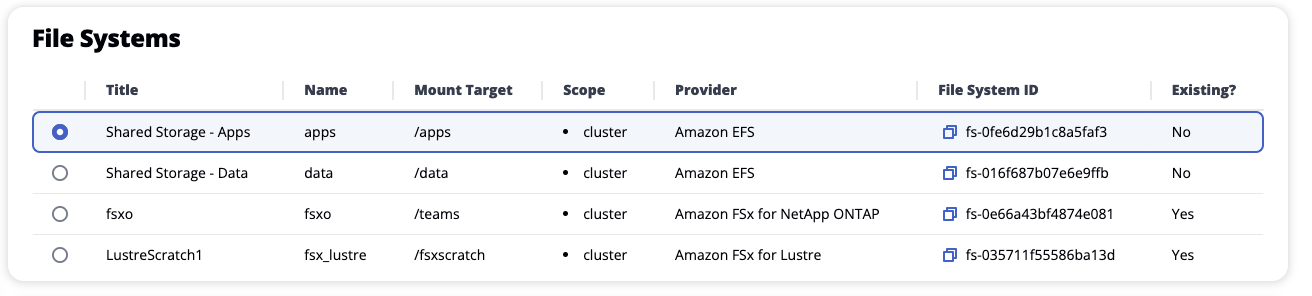 File Systems
Title Name Mount Target Scope Provider File System ID Existing?
Shared Storage - Apps apps /apps • cluster Amazon EFS fs-0fe6d29b1c8a5faf3 No
Shared Storage - Data data /data • cluster Amazon EFS fs-016f687b07e6e9ffb No
fsxo fsxo /teams • cluster Amazon FSx for NetApp ONTAP fs-0e66a43bf4874e081 Yes
LustreScratch1 fsx_lustre /fsxscratch • cluster Amazon FSx for Lustre fs-035711f55586ba13d Yes